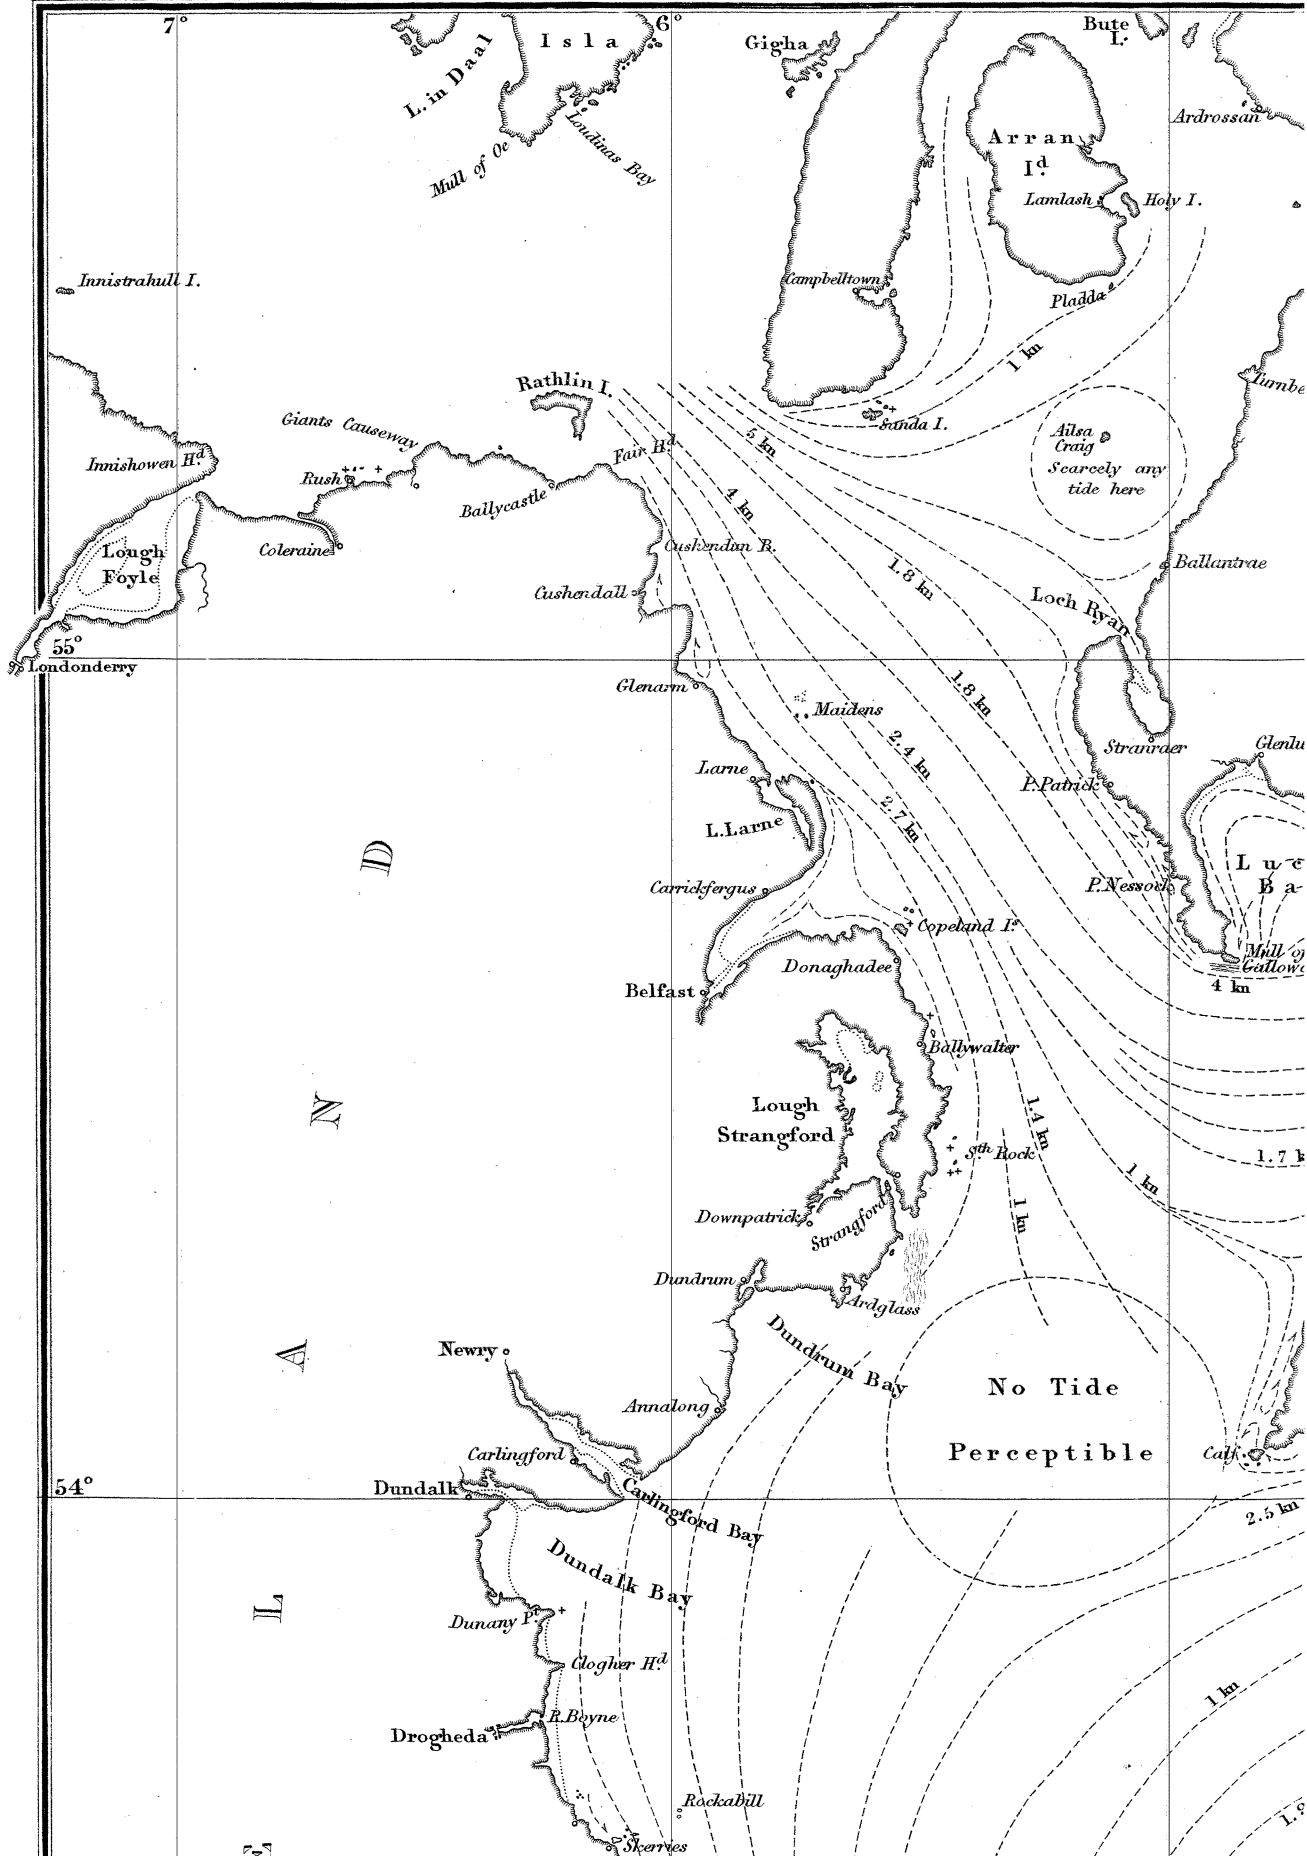 7°
6°
Isla
Gigha
Bute
I.
L. in Daal
Loudinas Bay
Mull of Oe
Ardrossan
Arran
Id.
Lamlash
Holy I.
Innistrahull I.
Campbelltown
Pladda
1 kn
Rathlin I.
Turnbe
Sanda I.
Giants Causeway
Fair Hd.
5 kn
Ailsa
Craig
Scarcely any
tide here
Innishowen Hd.
Rush
Ballycastle
4 kn
Coleraine
Cuskendun B.
Lough
Foyle
Cushendall
1.8 kn
Ballantrae
Loch Ryan
55°
Londonderry
Glenarm
Maidens
1.8 kn
Stranraer
Glenlu
2.4 kn
Larne
P. Patrick
L. Larne
2.7 kn
D
Luc
Ba
Carrickfergus
P. Nessock
Copeland Is.
Donaghadee
Mull of
Gallowa
4 kn
Belfast
Ballywalter
N
Lough
Strangford
1.4 kn
Sth. Rock
1.7 k
1 kn
Downpatrick
Strangford
1 kn
Dundrum
Ardglass
Dundrum Bay
A
Newry
No Tide
Perceptible
Annalong
Carlingford
Calf
Dundalk
54°
Carlingford Bay
2.5 kn
Dundalk Bay
L
Dunany Pt.
Clogher Hd.
1 kn
R. Boyne
Drogheda
Rockabill
Skerries